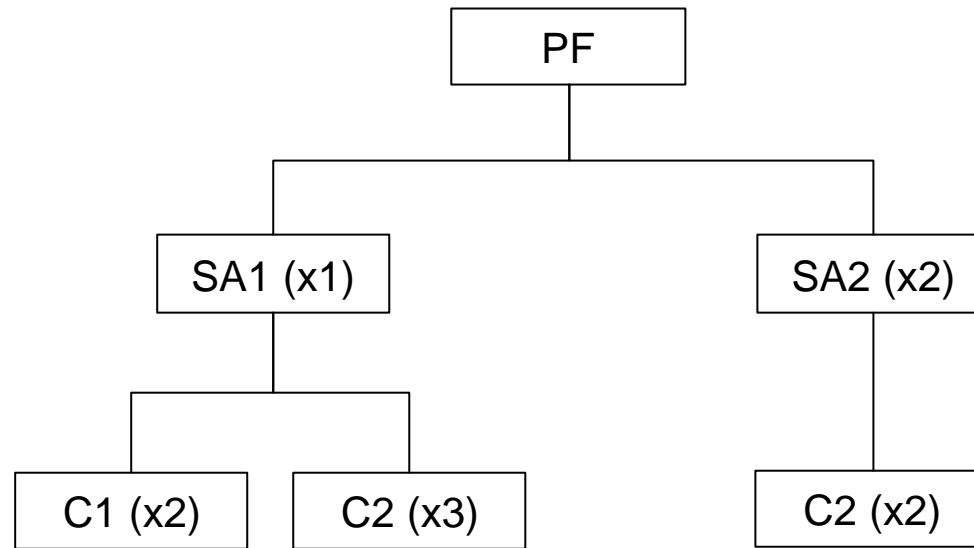 PF
SA1 (x1)
SA2 (x2)
C1 (x2)
C2 (x3)
C2 (x2)